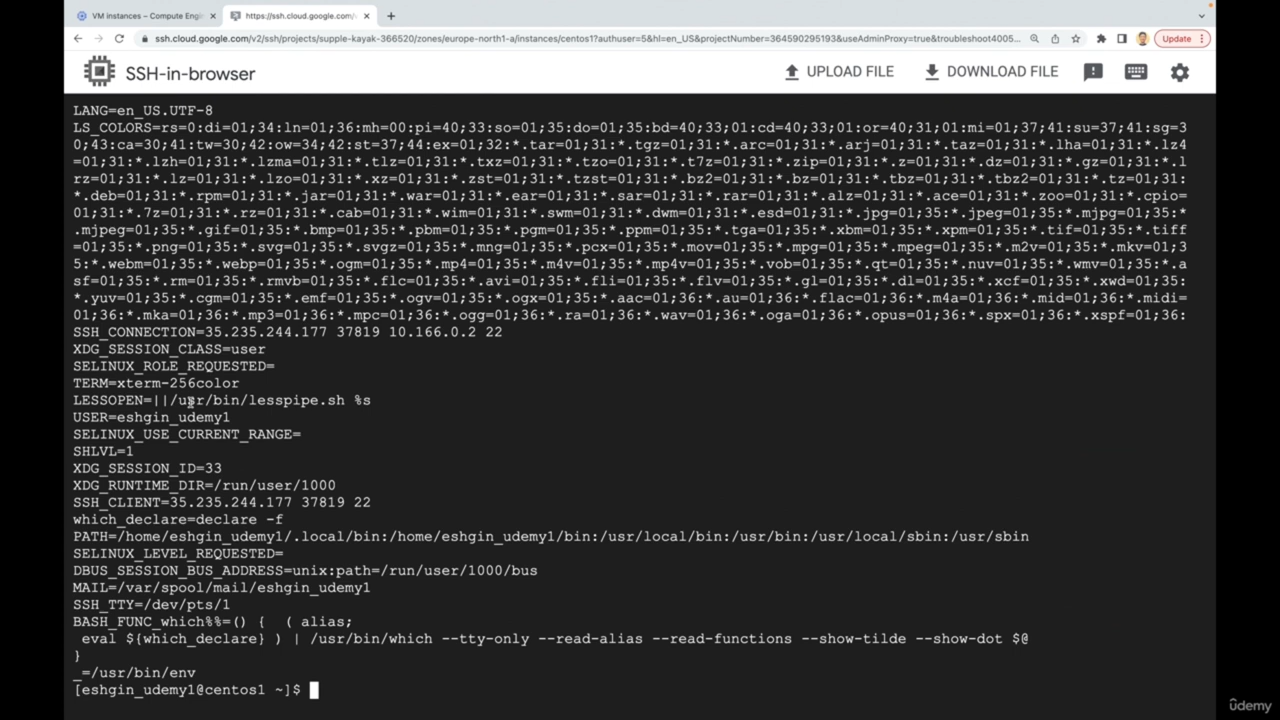 VM instances – Compute Engi
https://ssh.cloud.google.com/v
ssh.cloud.google.com/v2/ssh/projects/supple-kayak-366520/zones/europe-north1-a/instances/centos1?authuser=5&hl=en_US&projectNumber=364590295193&useAdminProxy=true&troubleshoot4005...
Update
SSH-in-browser
UPLOAD FILE
DOWNLOAD FILE
LANG=en_US.UTF-8
LS_COLORS=rs=0:di=01;34:ln=01;36:mh=00:pi=40;33:so=01;35:do=01;35:bd=40;33;01:cd=40;33;01:or=40;31;01:mi=01;37;41:su=37;41:sg=3
0;43:ca=30;41:tw=30;42:ow=34;42:st=37;44:ex=01;32:*.tar=01;31:*.tgz=01;31:*.arc=01;31:*.arj=01;31:*.taz=01;31:*.lha=01;31:*.lz4
=01;31:*.lzh=01;31:*.lzma=01;31:*.tlz=01;31:*.txz=01;31:*.tzo=01;31:*.t7z=01;31:*.zip=01;31:*.z=01;31:*.dz=01;31:*.gz=01;31:*.l
rz=01;31:*.lz=01;31:*.lzo=01;31:*.xz=01;31:*.zst=01;31:*.tzst=01;31:*.bz2=01;31:*.bz=01;31:*.tbz=01;31:*.tbz2=01;31:*.tz=01;31:
*.deb=01;31:*.rpm=01;31:*.jar=01;31:*.war=01;31:*.ear=01;31:*.sar=01;31:*.rar=01;31:*.alz=01;31:*.ace=01;31:*.zoo=01;31:*.cpio=
01;31:*.7z=01;31:*.rz=01;31:*.cab=01;31:*.wim=01;31:*.swm=01;31:*.dwm=01;31:*.esd=01;31:*.jpg=01;35:*.jpeg=01;35:*.mjpg=01;35:*
.mjpeg=01;35:*.gif=01;35:*.bmp=01;35:*.pbm=01;35:*.pgm=01;35:*.ppm=01;35:*.tga=01;35:*.xbm=01;35:*.xpm=01;35:*.tif=01;35:*.tiff
=01;35:*.png=01;35:*.svg=01;35:*.svgz=01;35:*.mng=01;35:*.pcx=01;35:*.mov=01;35:*.mpg=01;35:*.mpeg=01;35:*.m2v=01;35:*.mkv=01;3
5:*.webm=01;35:*.webp=01;35:*.ogm=01;35:*.mp4=01;35:*.m4v=01;35:*.mp4v=01;35:*.vob=01;35:*.qt=01;35:*.nuv=01;35:*.wmv=01;35:*.a
sf=01;35:*.rm=01;35:*.rmvb=01;35:*.flc=01;35:*.avi=01;35:*.fli=01;35:*.flv=01;35:*.gl=01;35:*.dl=01;35:*.xcf=01;35:*.xwd=01;35:
*.yuv=01;35:*.cgm=01;35:*.emf=01;35:*.ogv=01;35:*.ogx=01;35:*.aac=01;36:*.au=01;36:*.flac=01;36:*.m4a=01;36:*.mid=01;36:*.midi=
01;36:*.mka=01;36:*.mp3=01;36:*.mpc=01;36:*.ogg=01;36:*.ra=01;36:*.wav=01;36:*.oga=01;36:*.opus=01;36:*.spx=01;36:*.xspf=01;36:
SSH_CONNECTION=35.235.244.177 37819 10.166.0.2 22
XDG_SESSION_CLASS=user
SELINUX_ROLE_REQUESTED=
TERM=xterm-256color
LESSOPEN=||/usr/bin/lesspipe.sh %s
USER=eshgin_udemy1
SELINUX_USE_CURRENT_RANGE=
SHLVL=1
XDG_SESSION_ID=33
XDG_RUNTIME_DIR=/run/user/1000
SSH_CLIENT=35.235.244.177 37819 22
which_declare=declare -f
PATH=/home/eshgin_udemy1/.local/bin:/home/eshgin_udemy1/bin:/usr/local/bin:/usr/bin:/usr/local/sbin:/usr/sbin
SELINUX_LEVEL_REQUESTED=
DBUS_SESSION_BUS_ADDRESS=unix:path=/run/user/1000/bus
MAIL=/var/spool/mail/eshgin_udemy1
SSH_TTY=/dev/pts/1
BASH_FUNC_which%%=() {  ( alias;
 eval ${which_declare} ) | /usr/bin/which --tty-only --read-alias --read-functions --show-tilde --show-dot $@
}
_=/usr/bin/env
[eshgin_udemy1@centos1 ~]$
ûdemy